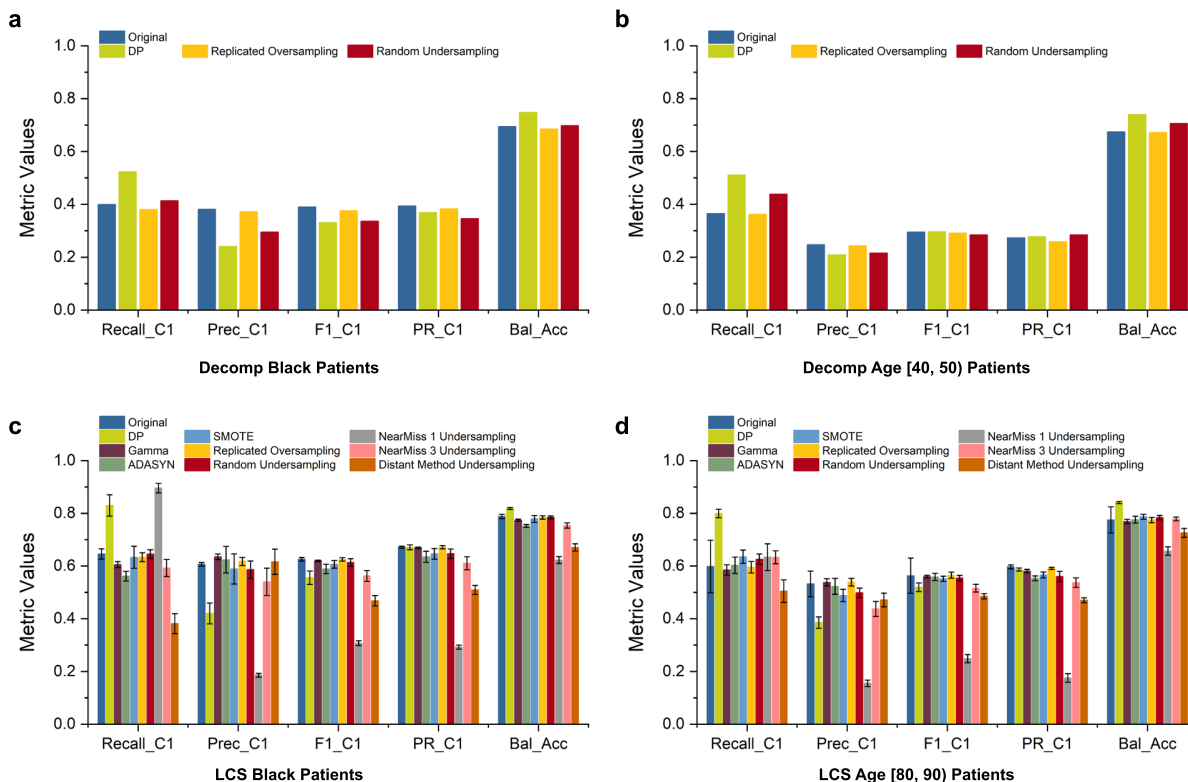 a
Original
DP
Replicated Oversampling
Random Undersampling
Metric Values
1.0
0.8
0.6
0.4
0.2
0.0
Recall_C1
Prec_C1
F1_C1
PR_C1
Bal_Acc
Decomp Black Patients
b
Original
DP
Replicated Oversampling
Random Undersampling
Metric Values
1.0
0.8
0.6
0.4
0.2
0.0
Recall_C1
Prec_C1
F1_C1
PR_C1
Bal_Acc
Decomp Age [40, 50) Patients
c
Original
DP
Gamma
ADASYN
SMOTE
Replicated Oversampling
Random Undersampling
NearMiss 1 Undersampling
NearMiss 3 Undersampling
Distant Method Undersampling
Metric Values
1.0
0.8
0.6
0.4
0.2
0.0
Recall_C1
Prec_C1
F1_C1
PR_C1
Bal_Acc
LCS Black Patients
d
Original
DP
Gamma
ADASYN
SMOTE
Replicated Oversampling
Random Undersampling
NearMiss 1 Undersampling
NearMiss 3 Undersampling
Distant Method Undersampling
Metric Values
1.0
0.8
0.6
0.4
0.2
0.0
Recall_C1
Prec_C1
F1_C1
PR_C1
Bal_Acc
LCS Age [80, 90) Patients